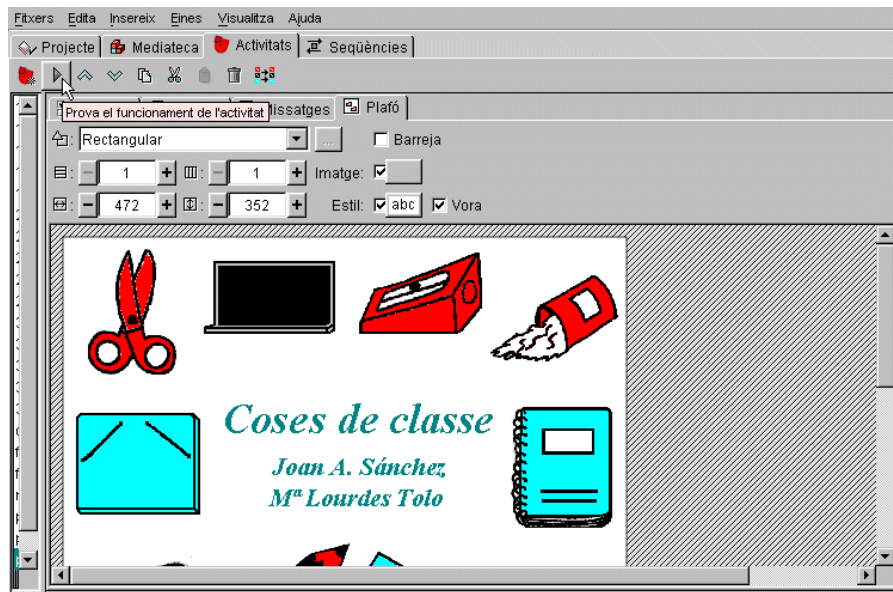 Fitxers Edita Insereix Eines Visualitza Ajuda
Projecte Mediateca Activitats Seqüències
Prova el funcionament de l'activitat
Missatges Plafó
Rectangular ... Barreja
1 1 Imatge:
472 352 Estil: abc Vora
Coses de classe
Joan A. Sánchez
Mª Lourdes Tolo